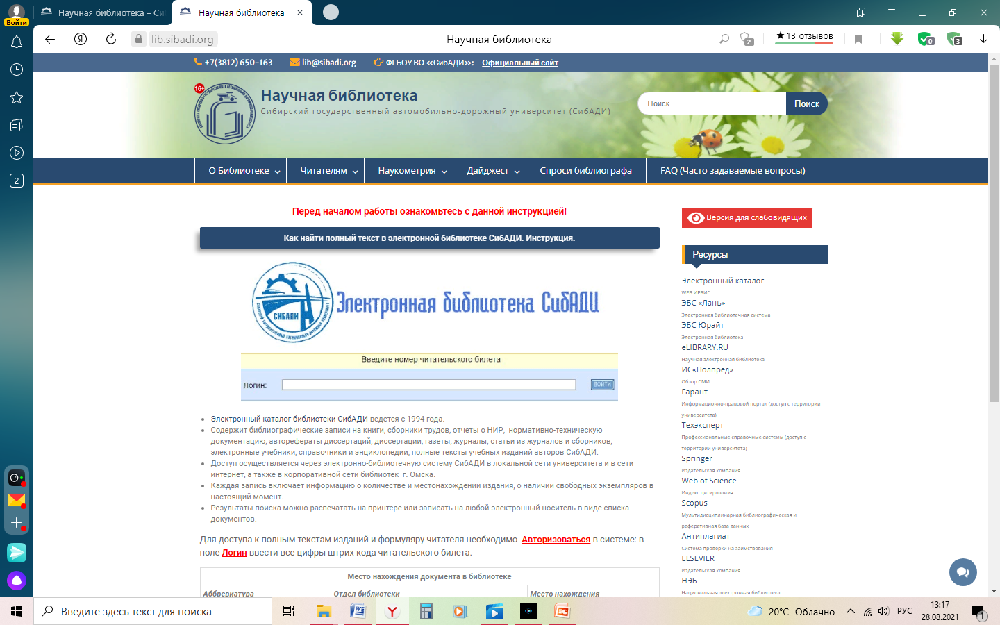 Научная библиотека – Си
Научная библиотека
Войти
lib.sibadi.org
Научная библиотека
2
★ 13 отзывов
0
3
+7(3812) 650-163
lib@sibadi.org
ФГБОУ ВО «СибАДИ»:
Официальный сайт
16+
Научная библиотека
Сибирский государственный автомобильно-дорожный университет (СибАДИ)
Поиск...
Поиск
О Библиотеке
Читателям
Наукометрия
Дайджест
Спроси библиографа
FAQ (Часто задаваемые вопросы)
2
Перед началом работы ознакомьтесь с данной инструкцией!
Как найти полный текст в электронной библиотеке СибАДИ. Инструкция.
СИБАДИ
Электронная библиотека СибАДИ
Введите номер читательского билета
Логин:
ВОЙТИ
Электронный каталог библиотеки СибАДИ ведется с 1994 года.
Содержит библиографические записи на книги, сборники трудов, отчеты о НИР, нормативно-техническую
документацию, авторефераты диссертаций, диссертации, газеты, журналы, статьи из журналов и сборников,
электронные учебники, справочники и энциклопедии, полные тексты учебных изданий авторов СибАДИ.
Доступ осуществляется через электронно-библиотечную систему СибАДИ в локальной сети университета и в сети
интернет, а также в корпоративной сети библиотек г. Омска.
Каждая запись включает информацию о количестве и местонахождении издания, о наличии свободных экземпляров в
настоящий момент.
Результаты поиска можно распечатать на принтере или записать на любой электронный носитель в виде списка
документов.
Для доступа к полным текстам изданий и формуляру читателя необходимо Авторизоваться в системе: в
поле Логин ввести все цифры штрих-кода читательского билета.
Место нахождения документа в библиотеке
Аббревиатура
Отдел библиотеки
Место нахождения
Версия для слабовидящих
Ресурсы
Электронный каталог
WEB ИРБИС
ЭБС «Лань»
Электронная библиотечная система
ЭБС Юрайт
Электронная библиотека
eLIBRARY.RU
Научная электронная библиотека
ИС«Полпред»
Обзор СМИ
Гарант
Информационно-правовой портал (доступ с территории
университета)
Техэксперт
Профессиональные справочные системы (доступ с
территории университета)
Springer
Издательская компания
Web of Science
Индекс цитирования
Scopus
Мультидисциплинарная библиографическая и
реферативная база данных
Антиплагиат
Система проверки на заимствования
ELSEVIER
Издательская компания
НЭБ
Национальная электронная библиотека
Введите здесь текст для поиска
20°C Облачно
РУС
13:17
28.08.2021
1